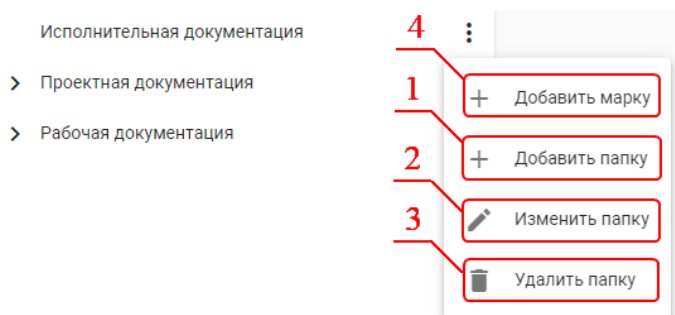 Исполнительная документация
4
Проектная документация
1
Добавить марку
Рабочая документация
Добавить папку
2
Изменить папку
3
Удалить папку